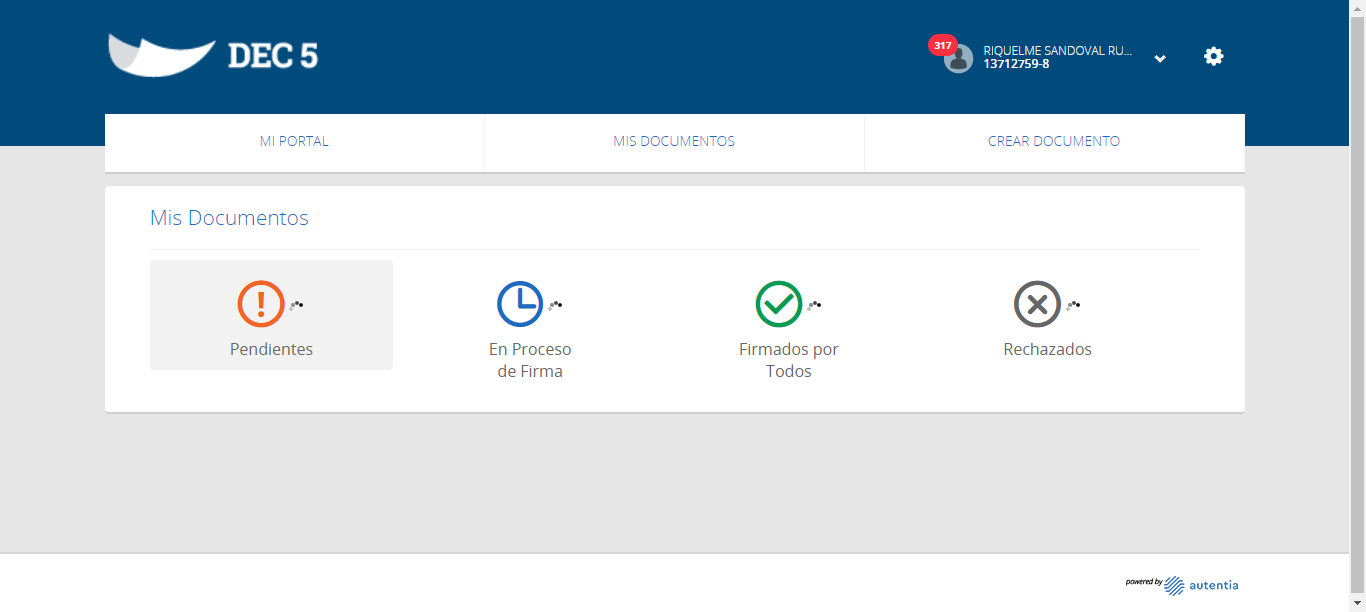 DEC 5
317
RIQUELME SANDOVAL RU...
13712759-8
MI PORTAL
MIS DOCUMENTOS
CREAR DOCUMENTO
Mis Documentos
Pendientes
En Proceso
de Firma
Firmados por
Todos
Rechazados
powered by autentia